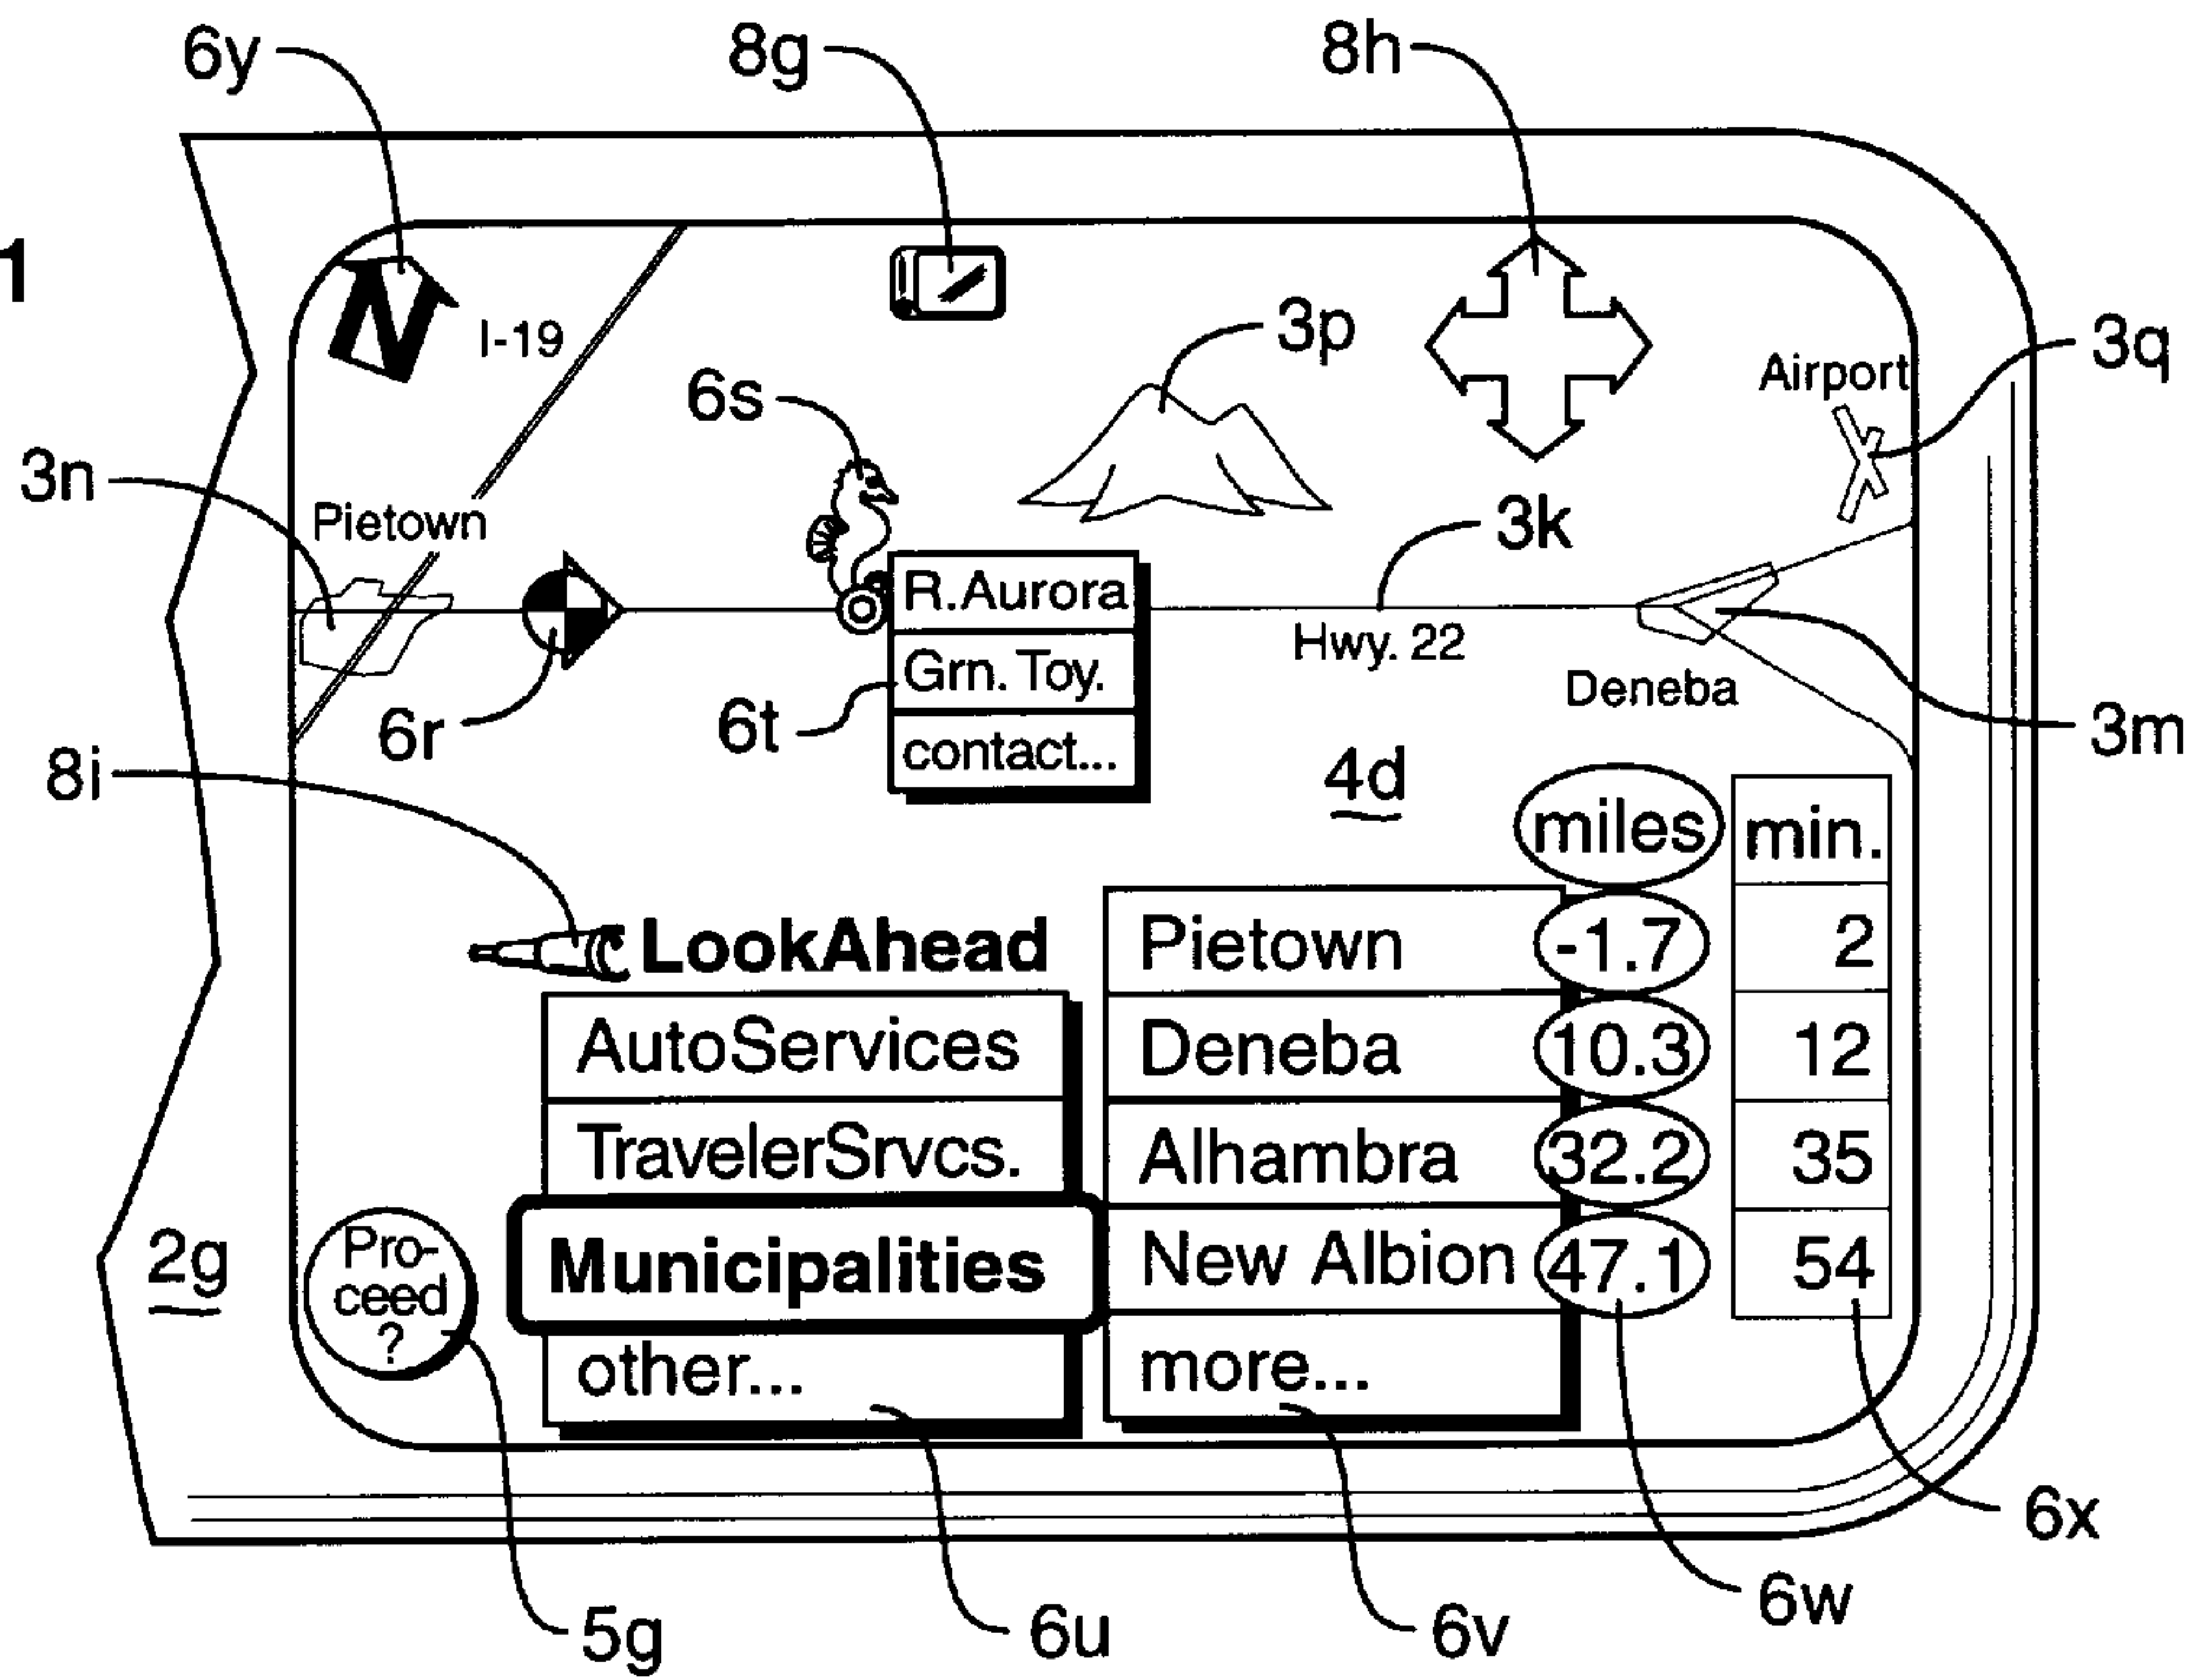 6y
8g
8h
1
N
I-19
3p
Airport
3q
6s
3n
Pietown
3k
R.Aurora
Hwy. 22
Grn. Toy.
Deneba
6r
6t
contact...
3m
8i
4d
miles
min.
LookAhead
Pietown
-1.7
2
AutoServices
Deneba
10.3
12
TravelerSrvcs.
Alhambra
32.2
35
2g
Pro-
ceed
?
Municipalities
New Albion
47.1
54
other...
more...
6x
5g
6u
6v
6w